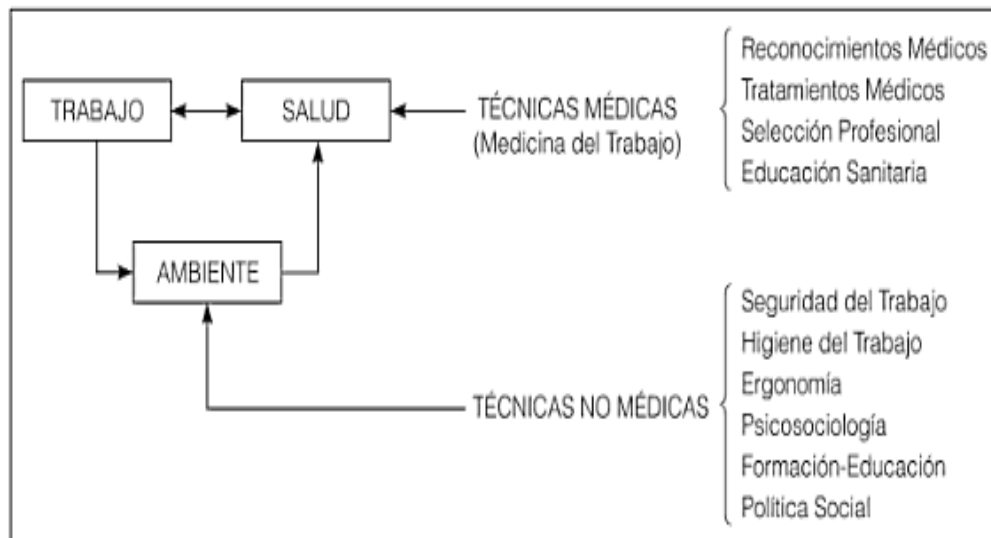 TRABAJO
SALUD
AMBIENTE
TÉCNICAS MÉDICAS
(Medicina del Trabajo)
Reconocimientos Médicos
Tratamientos Médicos
Selección Profesional
Educación Sanitaria
TÉCNICAS NO MÉDICAS
Seguridad del Trabajo
Higiene del Trabajo
Ergonomía
Psicosociología
Formación-Educación
Política Social